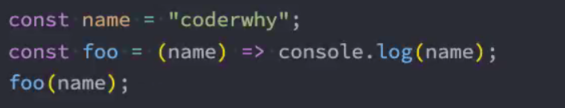 const name = "coderwhy";
const foo = (name) => console.log(name);
foo(name);